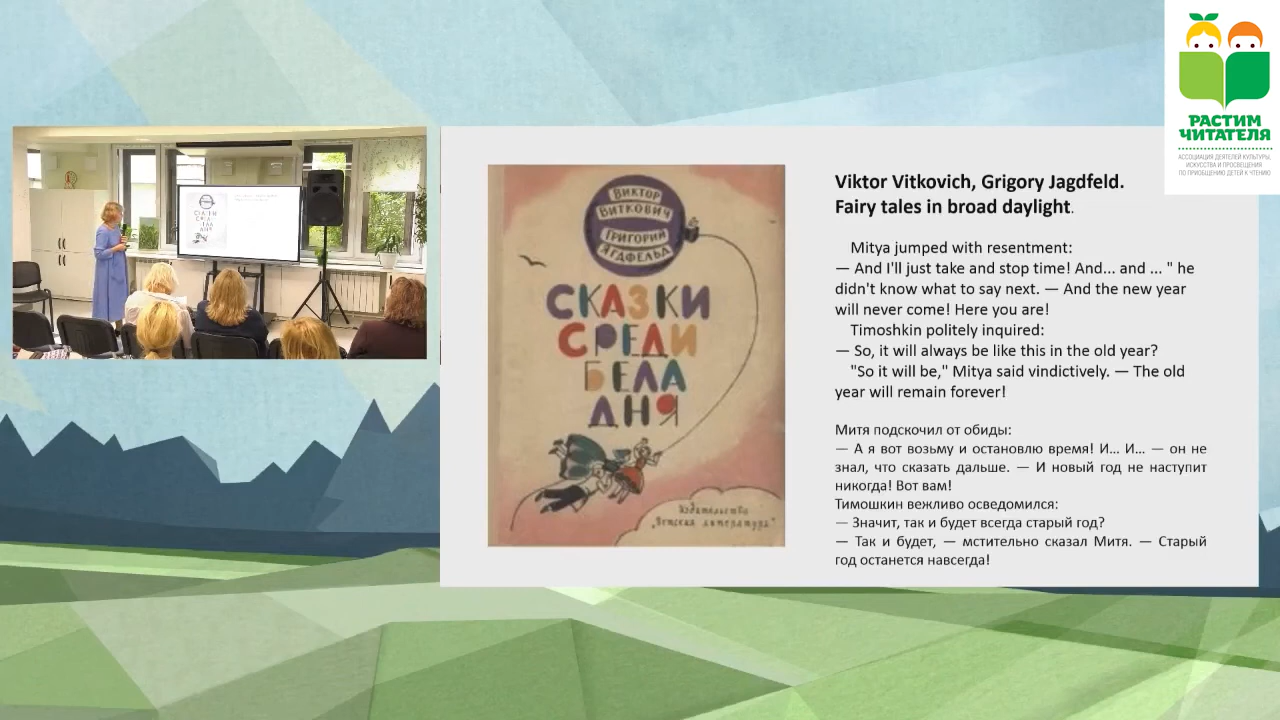 РАСТИМ
ЧИТАТЕЛЯ
АССОЦИАЦИЯ ДЕЯТЕЛЕЙ КУЛЬТУРЫ,
ИСКУССТВА И ПРОСВЕЩЕНИЯ
ПО ПРИОБЩЕНИЮ ДЕТЕЙ К ЧТЕНИЮ
ВИКТОР
ВИТКОВИЧ
ГРИГОРИЙ
ЯГДФЕЛЬД
СКАЗКИ
СРЕДИ
БЕЛА
ДНЯ
Издательство
„Детская литература"
Viktor Vitkovich, Grigory Jagdfeld.
Fairy tales in broad daylight.
Mitya jumped with resentment:
— And I'll just take and stop time! And... and ... " he
didn't know what to say next. — And the new year
will never come! Here you are!
Timoshkin politely inquired:
— So, it will always be like this in the old year?
"So it will be," Mitya said vindictively. — The old
year will remain forever!
Митя подскочил от обиды:
— А я вот возьму и остановлю время! И... И... — он не
знал, что сказать дальше. — И новый год не наступит
никогда! Вот вам!
Тимошкин вежливо осведомился:
— Значит, так и будет всегда старый год?
— Так и будет, — мстительно сказал Митя. — Старый
год останется навсегда!